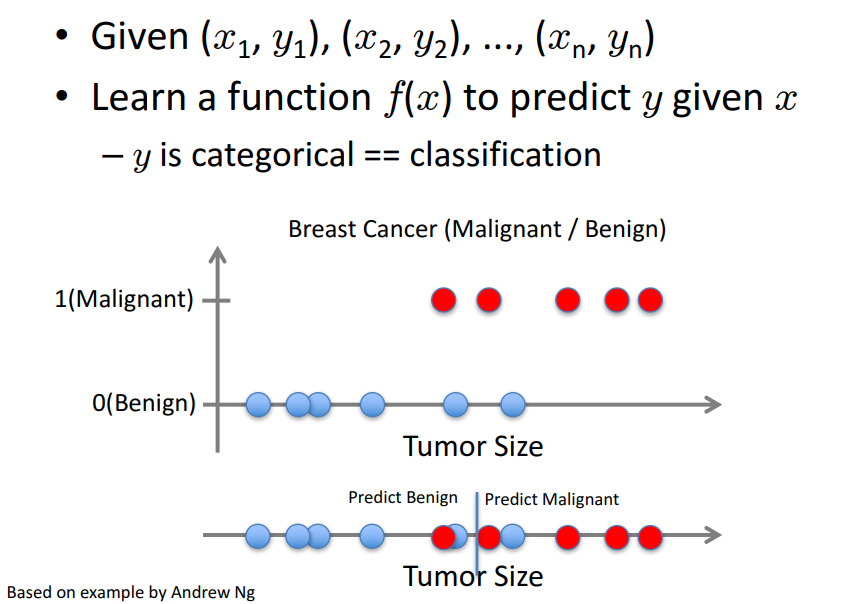 • Given (x₁, y₁), (x₂, y₂), ..., (xₙ, yₙ)
• Learn a function f(x) to predict y given x
– y is categorical == classification
Breast Cancer (Malignant / Benign)
1(Malignant)
0(Benign)
Tumor Size
Predict Benign
Predict Malignant
Tumor Size
Based on example by Andrew Ng